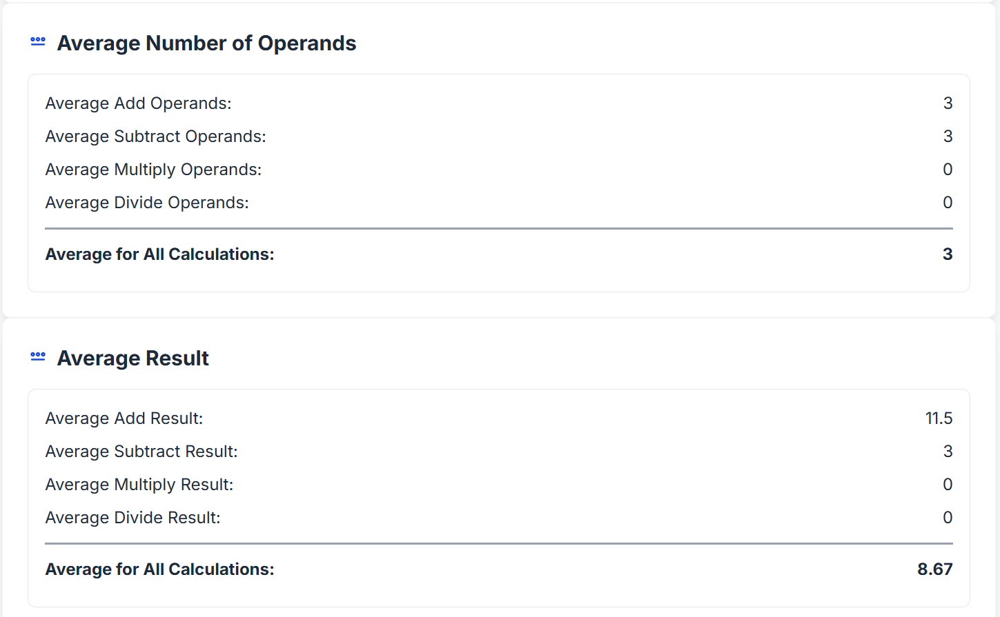 Average Number of Operands
Average Add Operands: 3
Average Subtract Operands: 3
Average Multiply Operands: 0
Average Divide Operands: 0
Average for All Calculations: 3
Average Result
Average Add Result: 11.5
Average Subtract Result: 3
Average Multiply Result: 0
Average Divide Result: 0
Average for All Calculations: 8.67